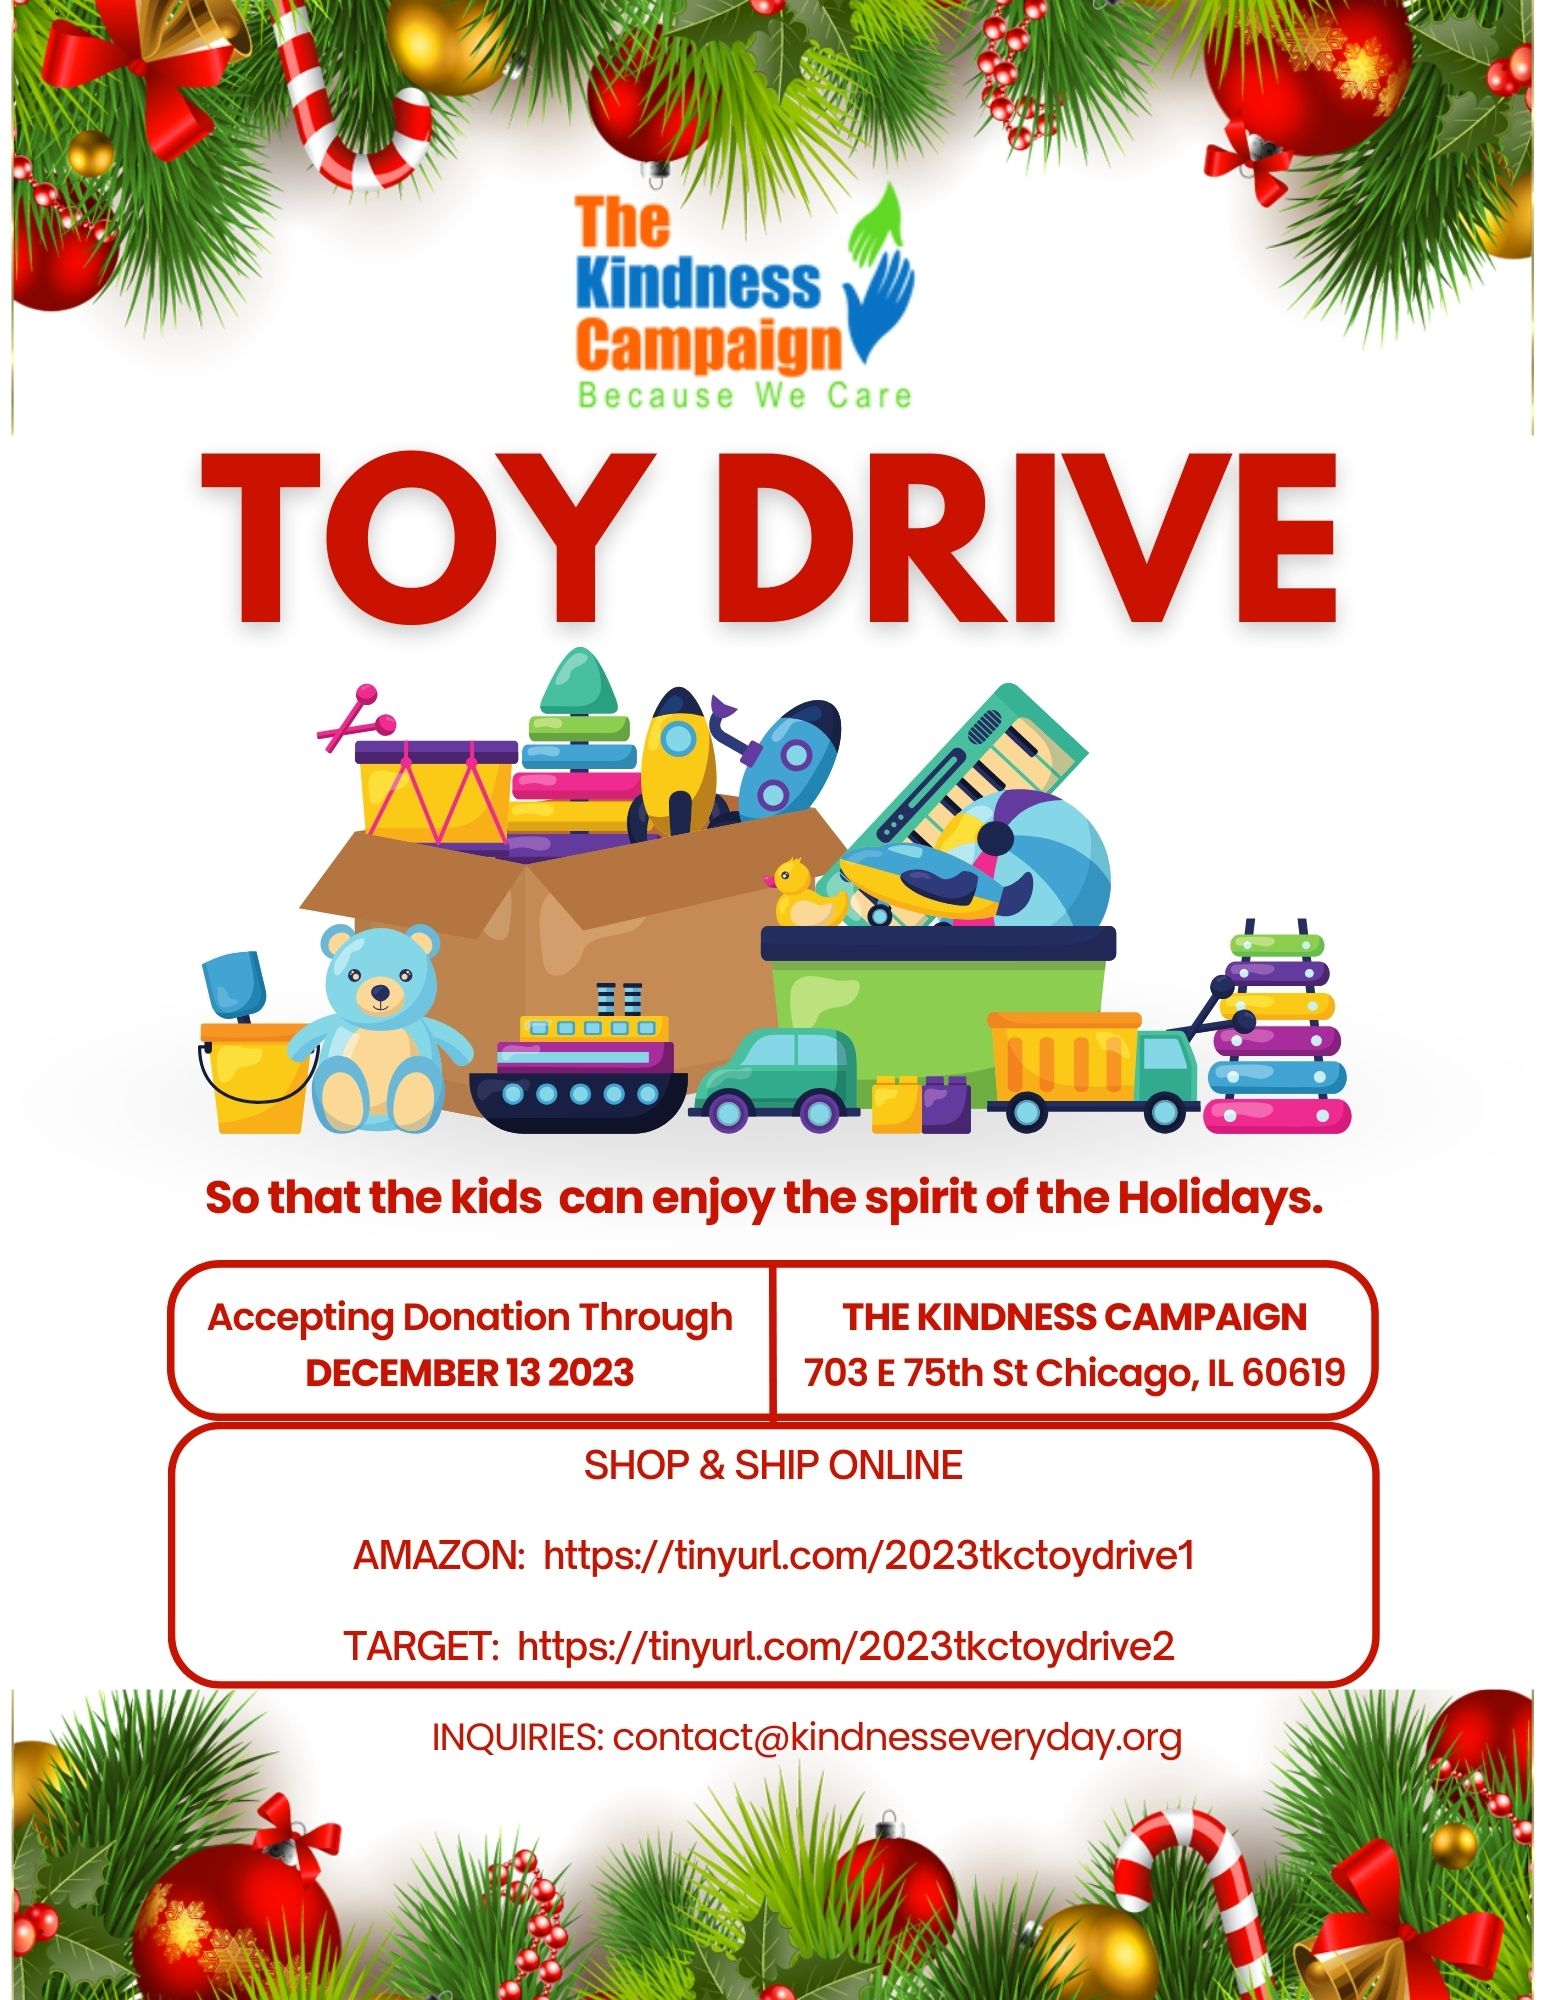 The
Kindness
Campaign
Because We Care
TOY DRIVE
So that the kids  can enjoy the spirit of the Holidays.
Accepting Donation Through
DECEMBER 13 2023
THE KINDNESS CAMPAIGN
703 E 75th St Chicago, IL 60619
SHOP & SHIP ONLINE
AMAZON:  https://tinyurl.com/2023tkctoydrive1
TARGET:  https://tinyurl.com/2023tkctoydrive2
INQUIRIES: contact@kindnesseveryday.org